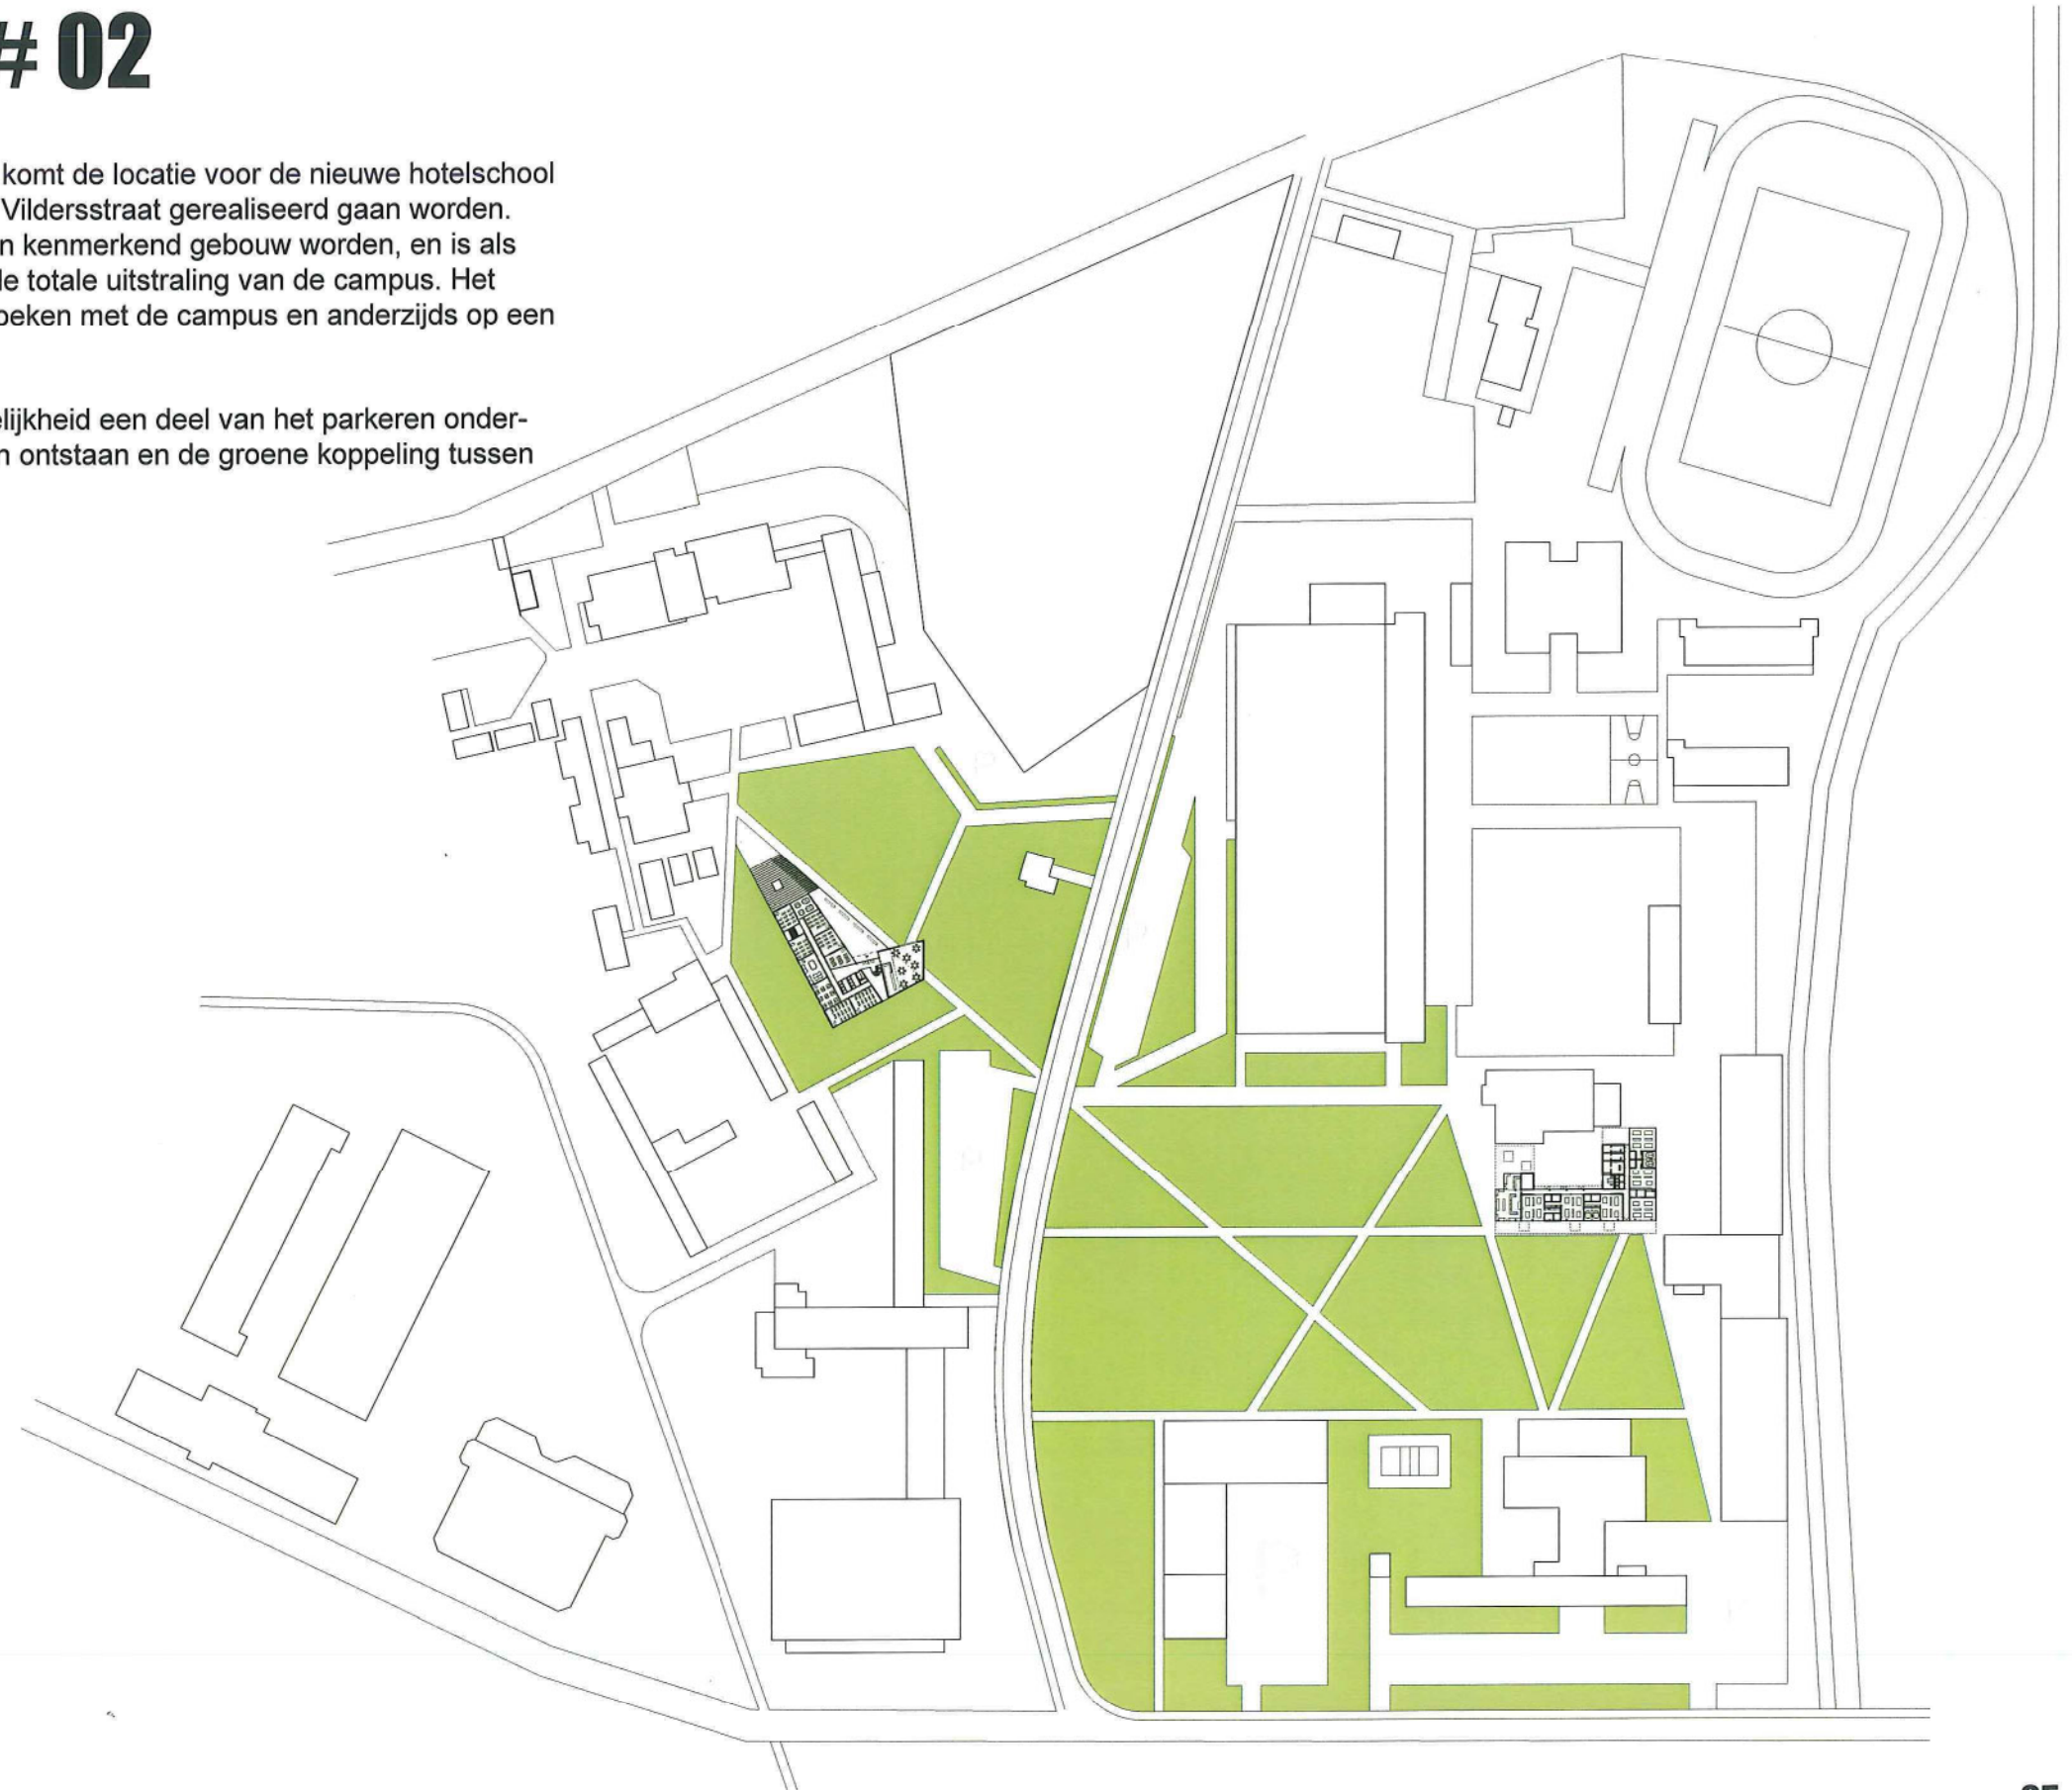 # 02
komt de locatie voor de nieuwe hotelschool
Vildersstraat gerealiseerd gaan worden.
n kenmerkend gebouw worden, en is als
le totale uitstraling van de campus. Het
oeken met de campus en anderzijds op een
elijkheid een deel van het parkeren onder-
n ontstaan en de groene koppeling tussen